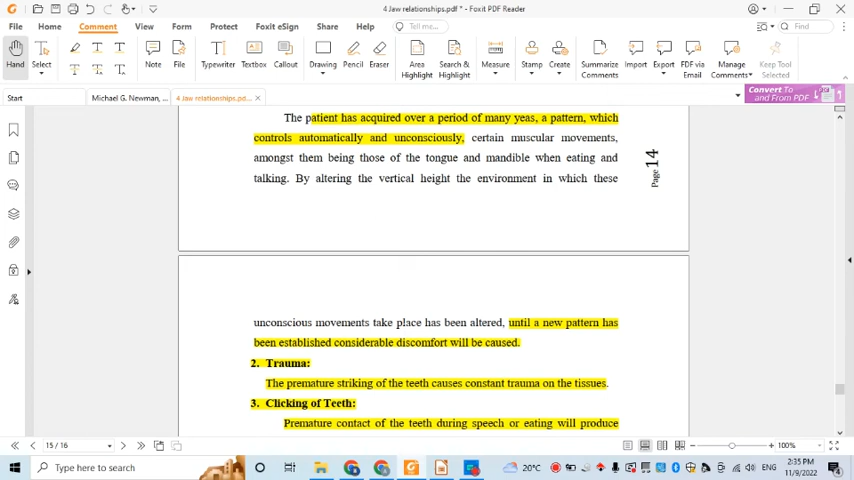 4 Jaw relationships.pdf * - Foxit PDF Reader
File Home Comment View Form Protect Foxit eSign Share Help Tell me... Find
Hand Select Note File Typewriter Textbox Callout Drawing Pencil Eraser Area Highlight Search & Highlight Measure Stamp Create Summarize Comments Import Export FDF via Email Manage Comments Keep Tool Selected
Start Michael G. Newman, ... 4 Jaw relationships.pd... Convert To and From PDF
The patient has acquired over a period of many yeas, a pattern, which
controls automatically and unconsciously, certain muscular movements,
amongst them being those of the tongue and mandible when eating and
talking. By altering the vertical height the environment in which these
Page 14
unconscious movements take place has been altered, until a new pattern has
been established considerable discomfort will be caused.
2. Trauma:
The premature striking of the teeth causes constant trauma on the tissues.
3. Clicking of Teeth:
Premature contact of the teeth during speech or eating will produce
15 / 16 100%
Type here to search 20°C ENG 2:35 PM
11/9/2022 4